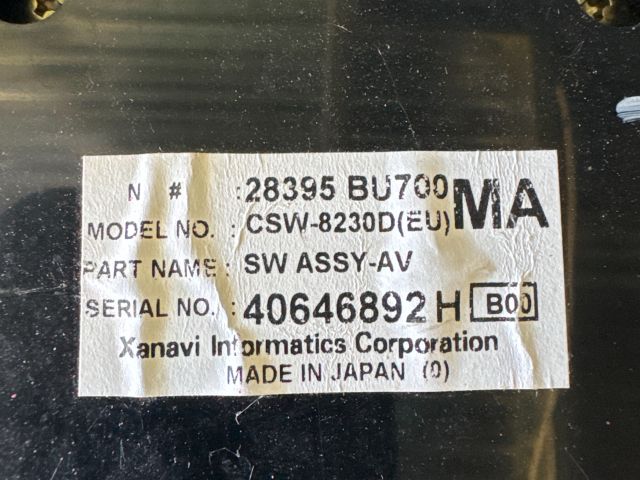 N # : 28395 BU700 MA
MODEL NO. : CSW-8230D(EU)
PART NAME : SW ASSY-AV
SERIAL NO. : 40646892 H B00
Xanavi Informatics Corporation
MADE IN JAPAN (0)